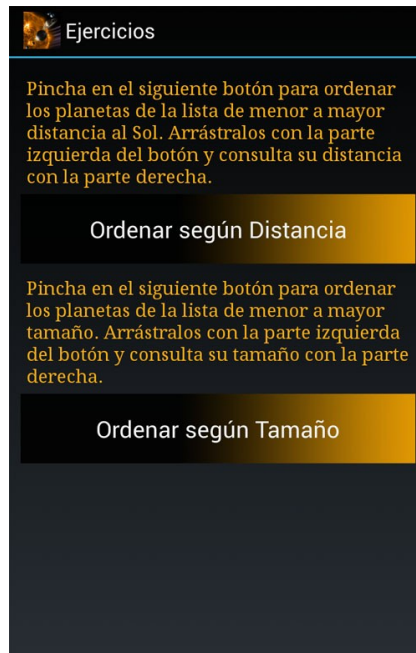 Ejercicios
Pincha en el siguiente botón para ordenar
los planetas de la lista de menor a mayor
distancia al Sol. Arrástralos con la parte
izquierda del botón y consulta su distancia
con la parte derecha.
Ordenar según Distancia
Pincha en el siguiente botón para ordenar
los planetas de la lista de menor a mayor
tamaño. Arrástralos con la parte izquierda
del botón y consulta su tamaño con la parte
derecha.
Ordenar según Tamaño